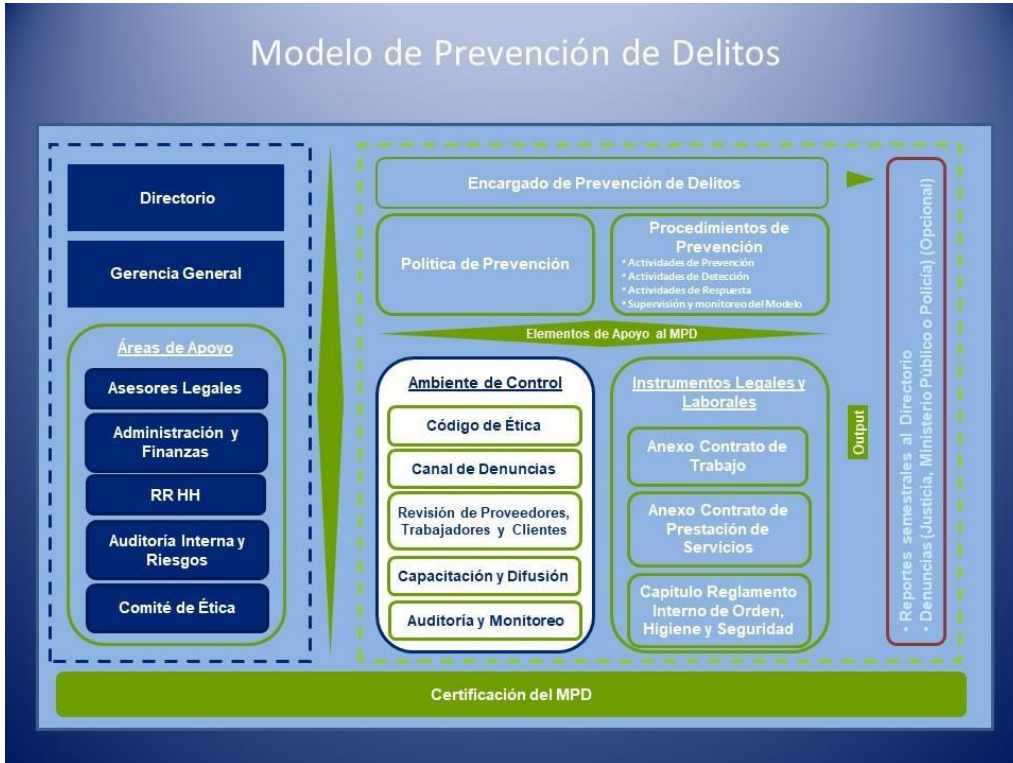 Modelo de Prevención de Delitos
Directorio
Gerencia General
Áreas de Apoyo
Asesores Legales
Administración y
Finanzas
RR HH
Auditoría Interna y
Riesgos
Comité de Ética
Encargado de Prevención de Delitos
Política de Prevención
Procedimientos de
Prevención
• Actividades de Prevención
• Actividades de Detección
• Actividades de Respuesta
• Supervisión y monitoreo del Modelo
Elementos de Apoyo al MPD
Ambiente de Control
Código de Ética
Canal de Denuncias
Revisión de Proveedores,
Trabajadores y Clientes
Capacitación y Difusión
Auditoría y Monitoreo
Instrumentos Legales y
Laborales
Anexo Contrato de
Trabajo
Anexo Contrato de
Prestación de
Servicios
Capítulo Reglamento
Interno de Orden,
Higiene y Seguridad
Output
• Reportes semestrales al Directorio
• Denuncias (Justicia, Ministerio Público o Policía) (Opcional)
Certificación del MPD